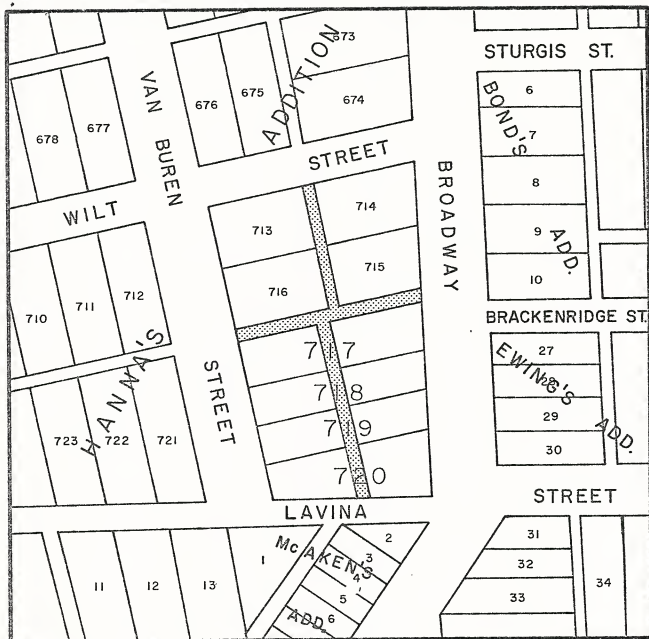 673
STURGIS ST.
VAN BUREN
ADDITION
676
675
674
BOND'S
6
7
678
677
STREET
BROADWAY
8
WILT
713
714
9
ADD.
716
715
10
710
711
712
BRACKENRIDGE ST.
717
HANNA'S
STREET
718
EWING'S
27
28
719
29
ADD.
723
722
721
720
30
LAVINA
STREET
McAKEN'S
2
31
3
11
12
13
1
4
32
5
33
34
ADD.
6